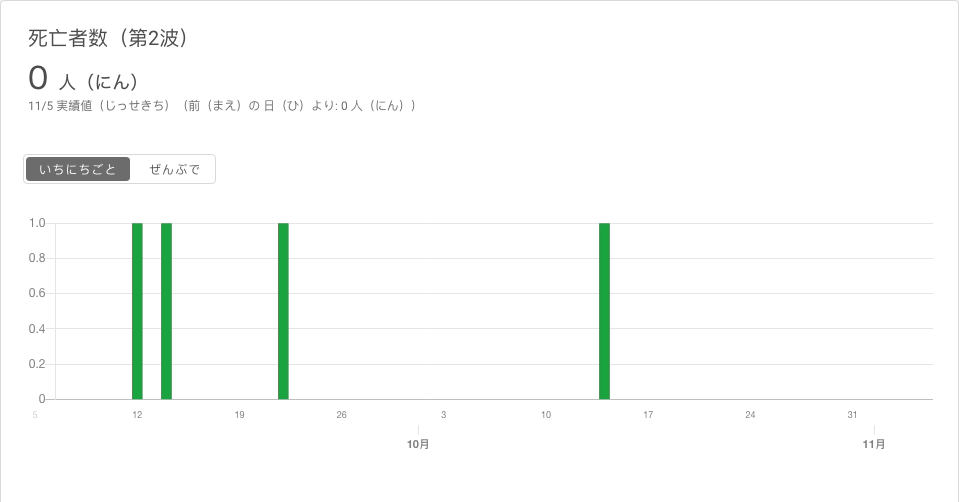 死亡者数（第2波）
0 人（にん）
11/5 実績値（じっせきち）（前（まえ）の 日（ひ）より: 0 人（にん））
いちにちごと ぜんぶで
1.0
0.8
0.6
0.4
0.2
0
5 12 19 26 3 10 17 24 31
10月 11月